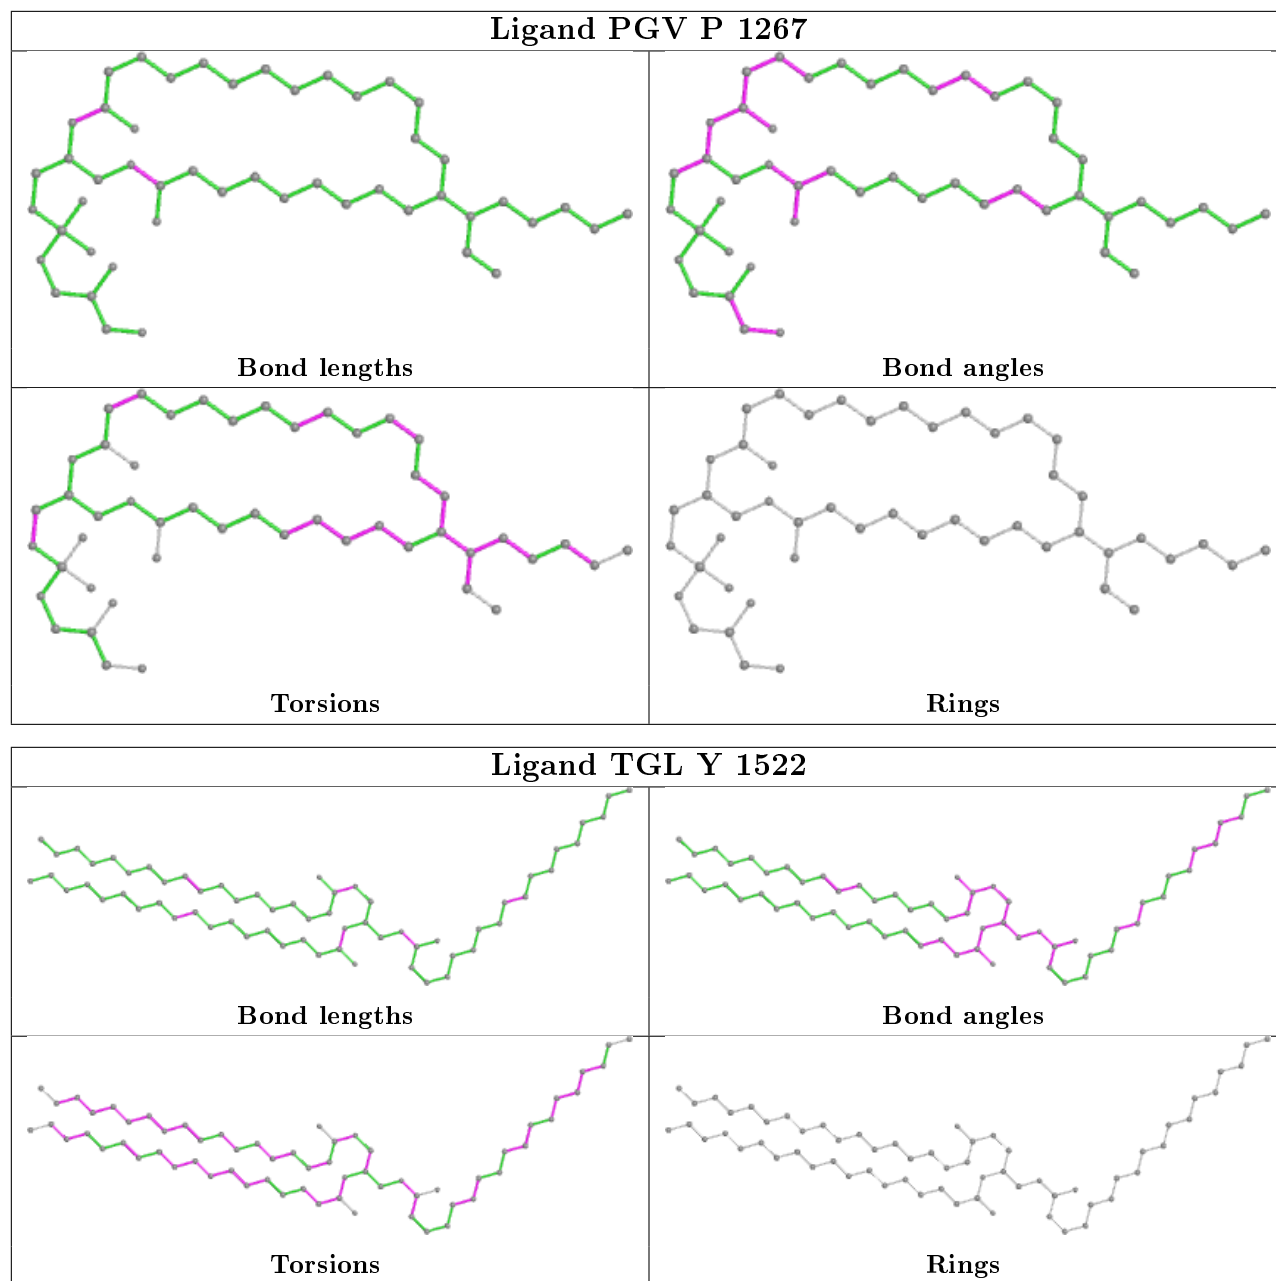 Ligand PGV P 1267
Bond lengths
Bond angles
Torsions
Rings
Ligand TGL Y 1522
Bond lengths
Bond angles
Torsions
Rings